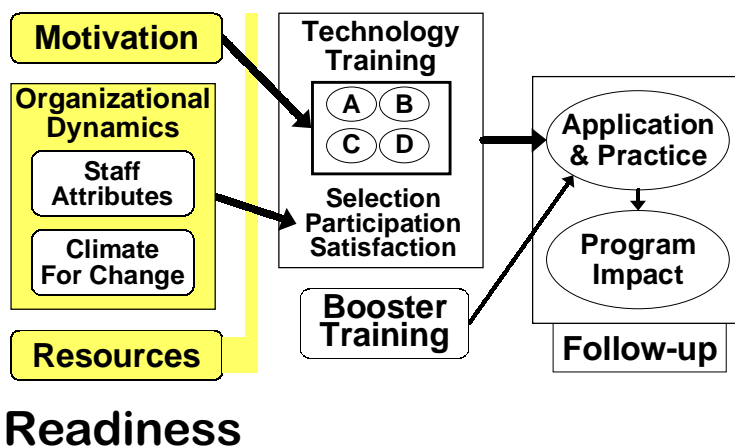 Motivation
Organizational
Dynamics
Staff
Attributes
Climate
For Change
Resources
Readiness
Technology
Training
A B
C D
Selection
Participation
Satisfaction
Booster
Training
Application
& Practice
Program
Impact
Follow-up